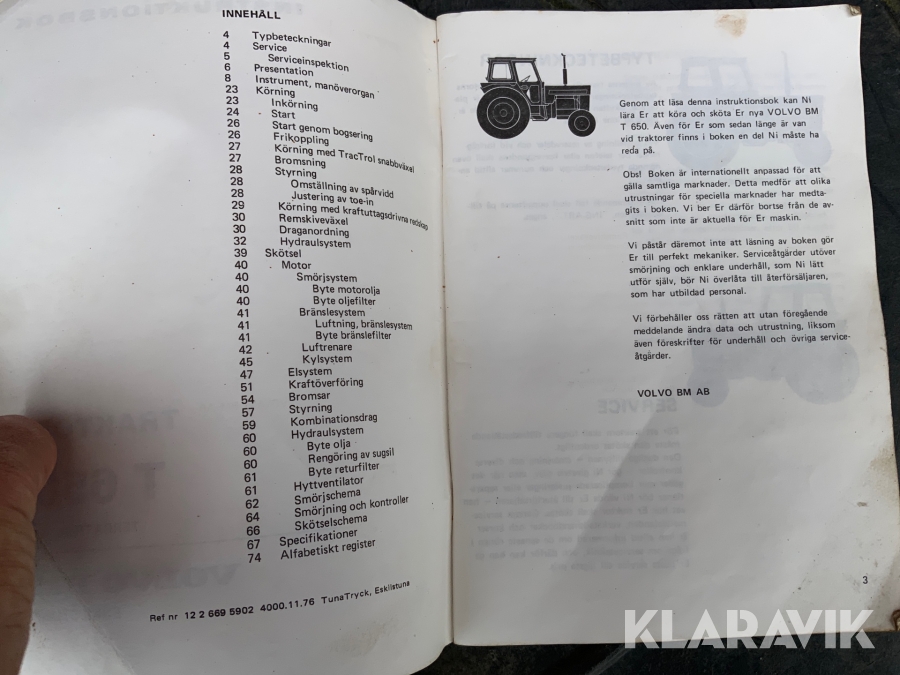 INNEHÅLL
4 Typbeteckningar
4 Service
5 Serviceinspektion
6 Presentation
8 Instrument, manöverorgan
23 Körning
23 Inkörning
24 Start
26 Start genom bogsering
26 Frikoppling
27 Körning med TracTrol snabbväxel
27 Bromsning
28 Styrning
28 Omställning av spårvidd
28 Justering av toe-in
29 Körning med kraftuttagsdrivna redskap
30 Remskiveväxel
30 Draganordning
32 Hydraulsystem
39 Skötsel
40 Motor
40 Smörjsystem
40 Byte motorolja
40 Byte oljefilter
41 Bränslesystem
41 Luftning, bränslesystem
41 Byte bränslefilter
42 Luftrenare
45 Kylsystem
47 Elsystem
51 Kraftöverföring
54 Bromsar
57 Styrning
59 Kombinationsdrag
60 Hydraulsystem
60 Byte olja
60 Rengöring av sugsil
61 Byte returfilter
61 Hyttventilator
62 Smörjschema
64 Smörjning och kontroller
66 Skötselschema
67 Specifikationer
74 Alfabetiskt register
Ref nr 12 2 669 5902 4000.11.76 TunaTryck, Eskilstuna
Genom att läsa denna instruktionsbok kan Ni
lära Er att köra och sköta Er nya VOLVO BM
T 650. Även för Er som sedan länge är van
vid traktorer finns i boken en del Ni måste ha
reda på.
Obs! Boken är internationellt anpassad för att
gälla samtliga marknader. Detta medför att olika
utrustningar för speciella marknader har medta-
gits i boken. Vi ber Er därför bortse från de av-
snitt som inte är aktuella för Er maskin.
Vi påstår däremot inte att läsning av boken gör
Er till perfekt mekaniker. Serviceåtgärder utöver
smörjning och enklare underhåll, som Ni lätt
utför själv, bör Ni överlåta till återförsäljaren,
som har utbildad personal.
Vi förbehåller oss rätten att utan föregående
meddelande ändra data och utrustning, liksom
även föreskrifter för underhåll och övriga service-
åtgärder.
VOLVO BM AB
3
KLARAVIK